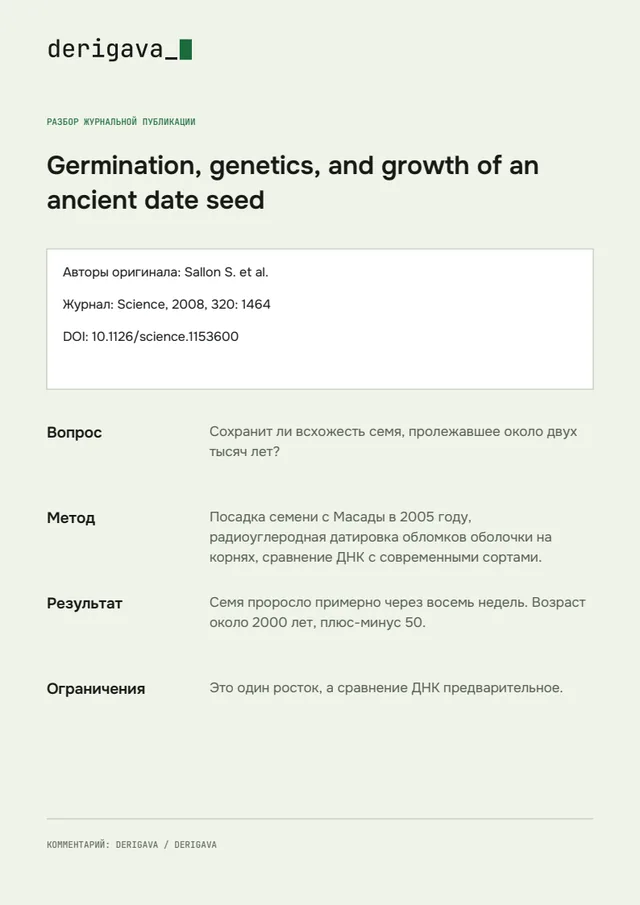 derigava_
РАЗБОР ЖУРНАЛЬНОЙ ПУБЛИКАЦИИ
Germination, genetics, and growth of an
ancient date seed
Авторы оригинала: Sallon S. et al.
Журнал: Science, 2008, 320: 1464
DOI: 10.1126/science.1153600
Вопрос
Сохранит ли всхожесть семя, пролежавшее около двух
тысяч лет?
Метод
Посадка семени с Масады в 2005 году,
радиоуглеродная датировка обломков оболочки на
корнях, сравнение ДНК с современными сортами.
Результат
Семя проросло примерно через восемь недель. Возраст
около 2000 лет, плюс-минус 50.
Ограничения
Это один росток, а сравнение ДНК предварительное.
КОММЕНТАРИЙ: DERIGAVA / DERIGAVA